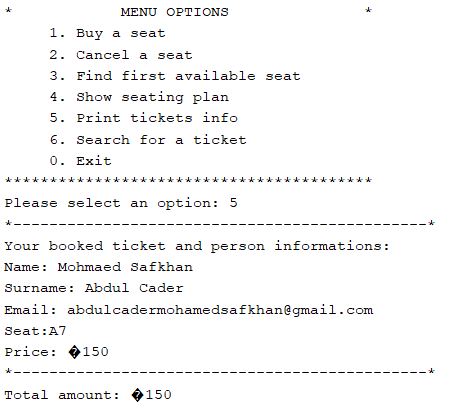 * MENU OPTIONS *
1. Buy a seat
2. Cancel a seat
3. Find first available seat
4. Show seating plan
5. Print tickets info
6. Search for a ticket
0. Exit
*****************************************
Please select an option: 5
*----------------------------------------------*
Your booked ticket and person informations:
Name: Mohmaed Safkhan
Surname: Abdul Cader
Email: abdulcadermohamedsafkhan@gmail.com
Seat:A7
Price: �150
*----------------------------------------------*
Total amount: �150